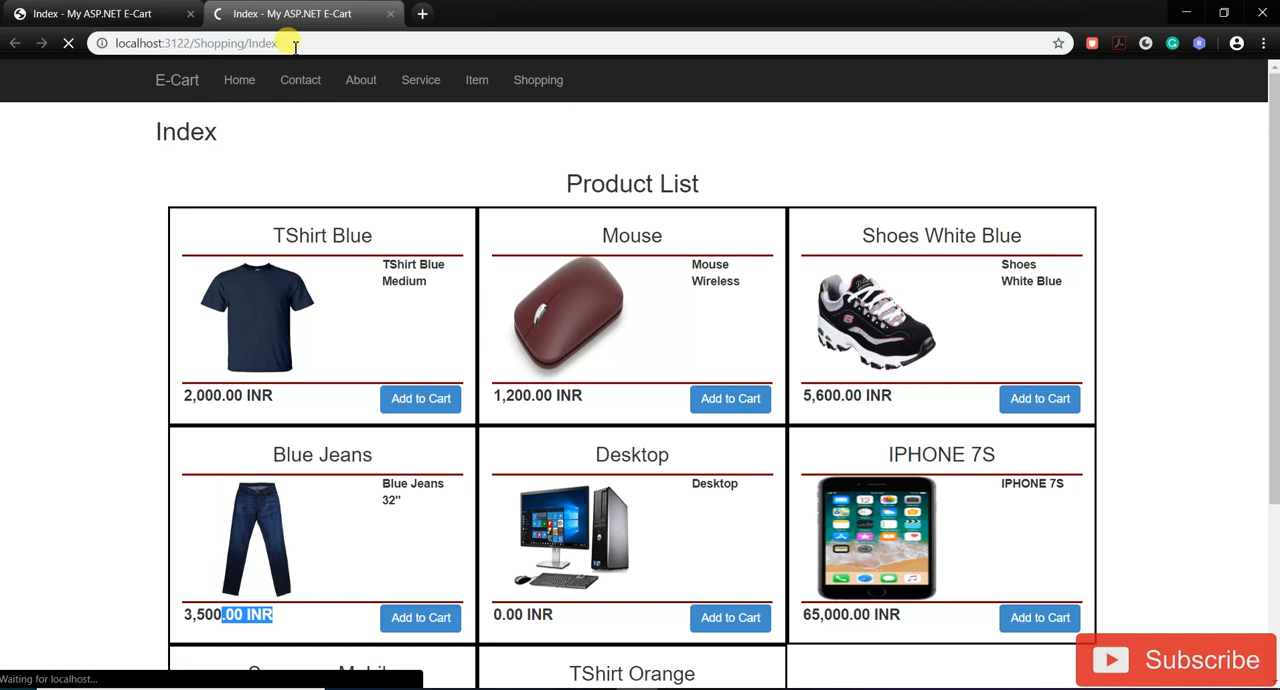 Index - My ASP.NET E-Cart
Index - My ASP.NET E-Cart
localhost:3122/Shopping/Index
E-Cart Home Contact About Service Item Shopping
Index
Product List
TShirt Blue
TShirt Blue
Medium
2,000.00 INR
Add to Cart
Mouse
Mouse
Wireless
1,200.00 INR
Add to Cart
Shoes White Blue
Shoes
White Blue
5,600.00 INR
Add to Cart
Blue Jeans
Blue Jeans
32"
3,500.00 INR
Add to Cart
Desktop
Desktop
0.00 INR
Add to Cart
IPHONE 7S
IPHONE 7S
65,000.00 INR
Add to Cart
TShirt Orange
Subscribe
Waiting for localhost...